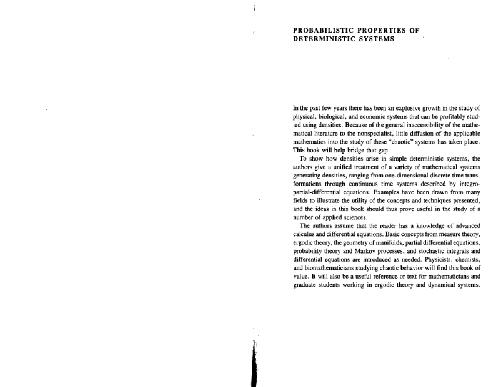 PROBABILISTIC PROPERTIES OF
DETERMINISTIC SYSTEMS
In the past few years there has been an explosive growth in the study of
physical, biological, and economic systems that can be profitably stud-
ied using densities. Because of the general inaccessibility of the mathe-
matical literature to the nonspecialist, little diffusion of the applicable
mathematics into the study of these "chaotic" systems has taken place.
This book will help bridge that gap.
To show how densities arise in simple deterministic systems, the
authors give a unified treatment of a variety of mathematical systems
generating densities, ranging from one-dimensional discrete time trans-
formations through continuous time systems described by integro-
partial-differential equations. Examples have been drawn from many
fields to illustrate the utility of the concepts and techniques presented,
and the ideas in this book should thus prove useful in the study of a
number of applied sciences.
The authors assume that the reader has a knowledge of advanced
calculus and differential equations. Basic concepts from measure theory,
ergodic theory, the geometry of manifolds, partial differential equations,
probability theory and Markov processes, and stochastic integrals and
differential equations are introduced as needed. Physicists, chemists,
and biomathematicians studying chaotic behavior will find this book of
value. It will also be a useful reference or text for mathematicians and
graduate students working in ergodic theory and dynamical systems.